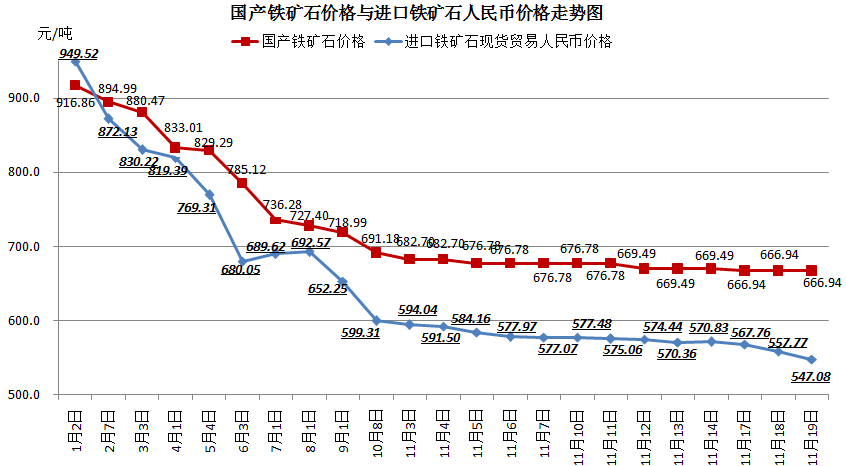 国产铁矿石价格与进口铁矿石人民币价格走势图
元/吨
国产铁矿石价格 进口铁矿石现货贸易人民币价格
949.52
916.86
894.99
880.47
872.13
830.22
833.01
819.39
829.29
769.31
785.12
680.05
736.28
689.62
727.40
692.57
718.99
652.25
691.18
599.31
682.70
594.04
682.70
591.50
676.78
584.16
676.78
577.97
676.78
577.07
676.78
577.48
676.78
575.06
669.49
574.44
669.49
570.36
669.49
570.83
666.94
567.76
666.94
557.77
666.94
547.08
900.0
800.0
700.0
600.0
500.0
1月2日
2月7日
3月3日
4月1日
5月4日
6月3日
7月1日
8月1日
9月1日
10月8日
11月3日
11月4日
11月5日
11月6日
11月7日
11月10日
11月11日
11月12日
11月13日
11月14日
11月17日
11月18日
11月19日